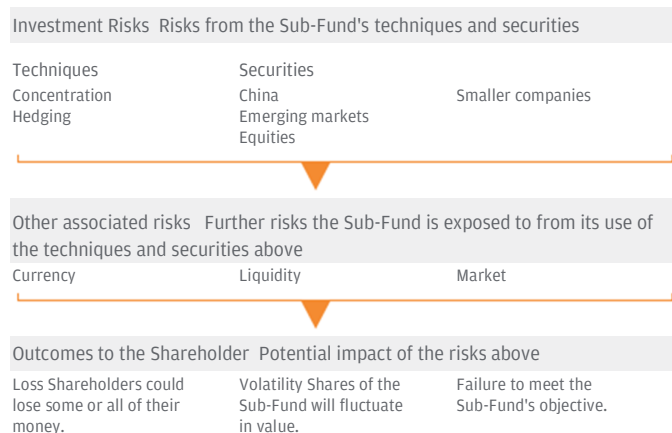 Investment Risks Risks from the Sub-Fund's techniques and securities
Techniques
Concentration
Hedging
Securities
China
Emerging markets
Equities
Smaller companies
Other associated risks Further risks the Sub-Fund is exposed to from its use of
the techniques and securities above
Currency
Liquidity
Market
Outcomes to the Shareholder Potential impact of the risks above
Loss Shareholders could
lose some or all of their
money.
Volatility Shares of the
Sub-Fund will fluctuate
in value.
Failure to meet the
Sub-Fund's objective.